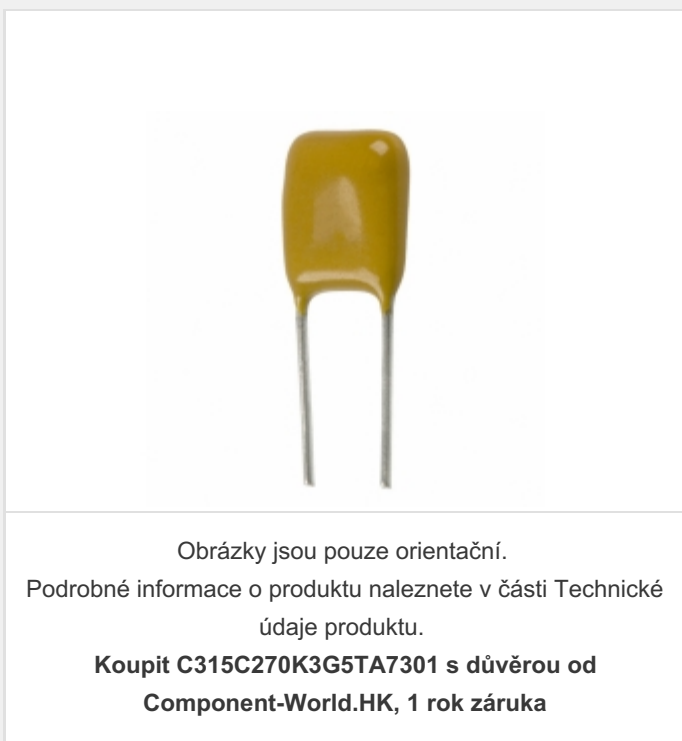 Obrázky jsou pouze orientační.
Podrobné informace o produktu naleznete v části Technické
údaje produktu.
Koupit C315C270K3G5TA7301 s důvěrou od
Component-World.HK, 1 rok záruka